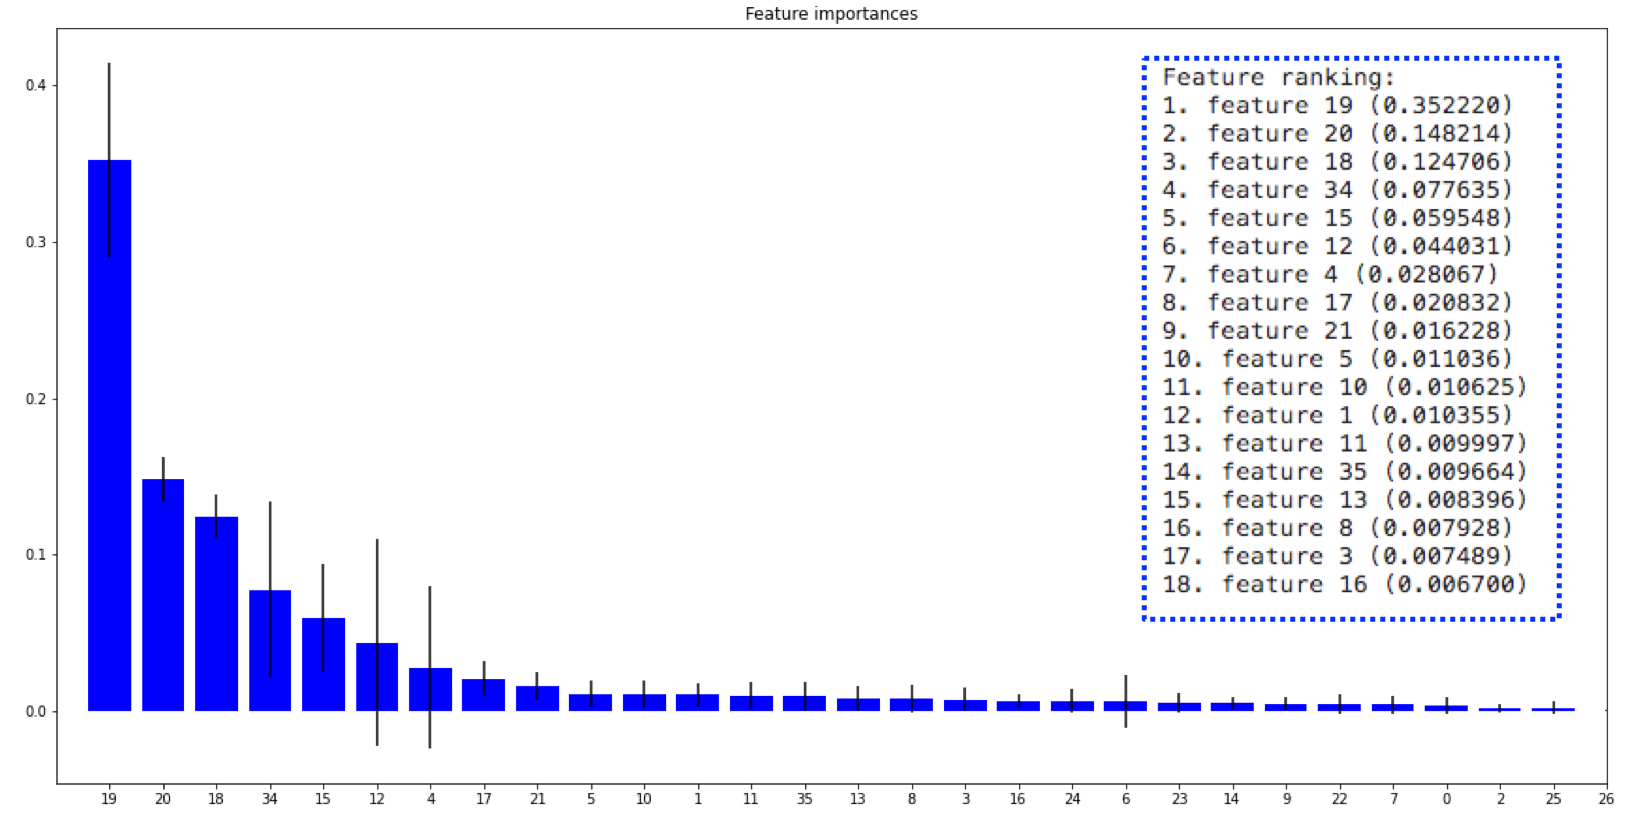 Feature importances
Feature ranking:
1. feature 19 (0.352220)
2. feature 20 (0.148214)
3. feature 18 (0.124706)
4. feature 34 (0.077635)
5. feature 15 (0.059548)
6. feature 12 (0.044031)
7. feature 4 (0.028067)
8. feature 17 (0.020832)
9. feature 21 (0.016228)
10. feature 5 (0.011036)
11. feature 10 (0.010625)
12. feature 1 (0.010355)
13. feature 11 (0.009997)
14. feature 35 (0.009664)
15. feature 13 (0.008396)
16. feature 8 (0.007928)
17. feature 3 (0.007489)
18. feature 16 (0.006700)
0.4
0.3
0.2
0.1
0.0
19 20 18 34 15 12 4 17 21 5 10 1 11 35 13 8 3 16 24 6 23 14 9 22 7 0 2 25 26